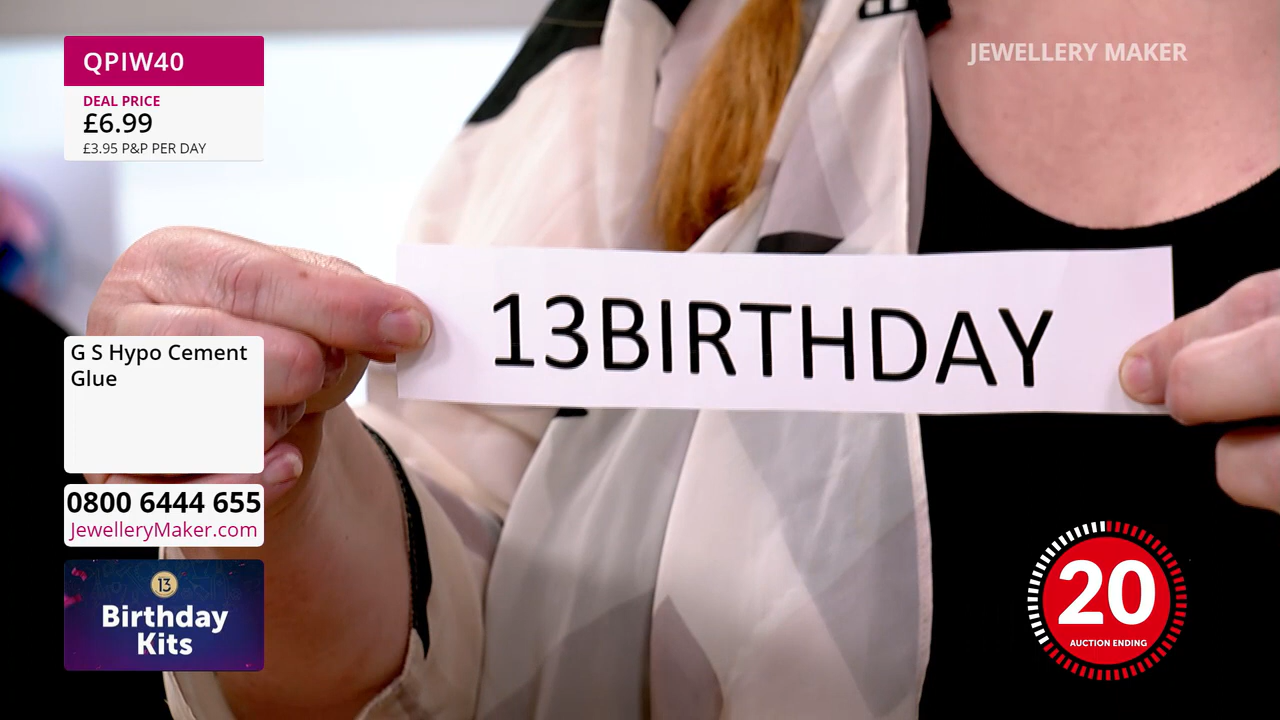 QPIW40
DEAL PRICE
£6.99
£3.95 P&P PER DAY
JEWELLERY MAKER
13BIRTHDAY
G S Hypo Cement
Glue
0800 6444 655
JewelleryMaker.com
13
Birthday
Kits
20
AUCTION ENDING